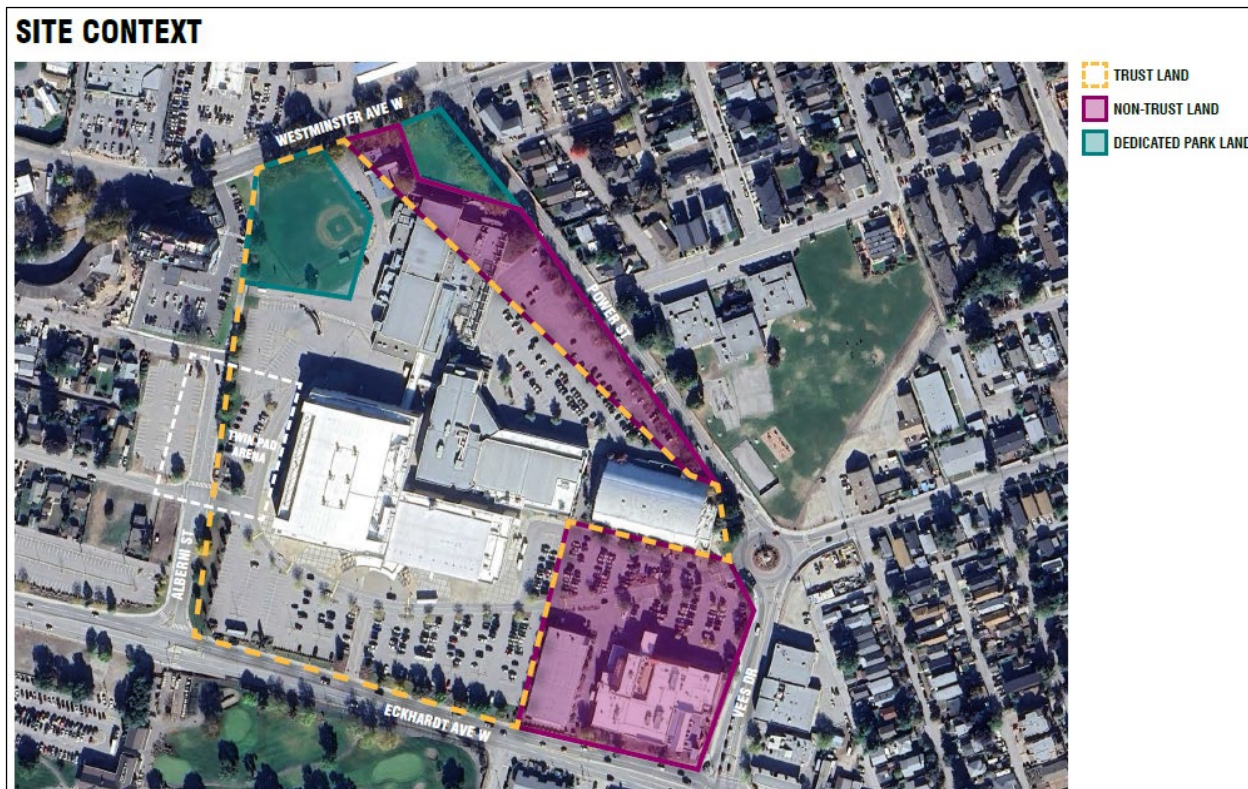 SITE CONTEXT
TRUST LAND
NON-TRUST LAND
DEDICATED PARK LAND
WESTMINSTER AVE W
POWER ST
TWIN PAD
ARENA
ALBERNI ST
VEES DR
ECKHARDT AVE W